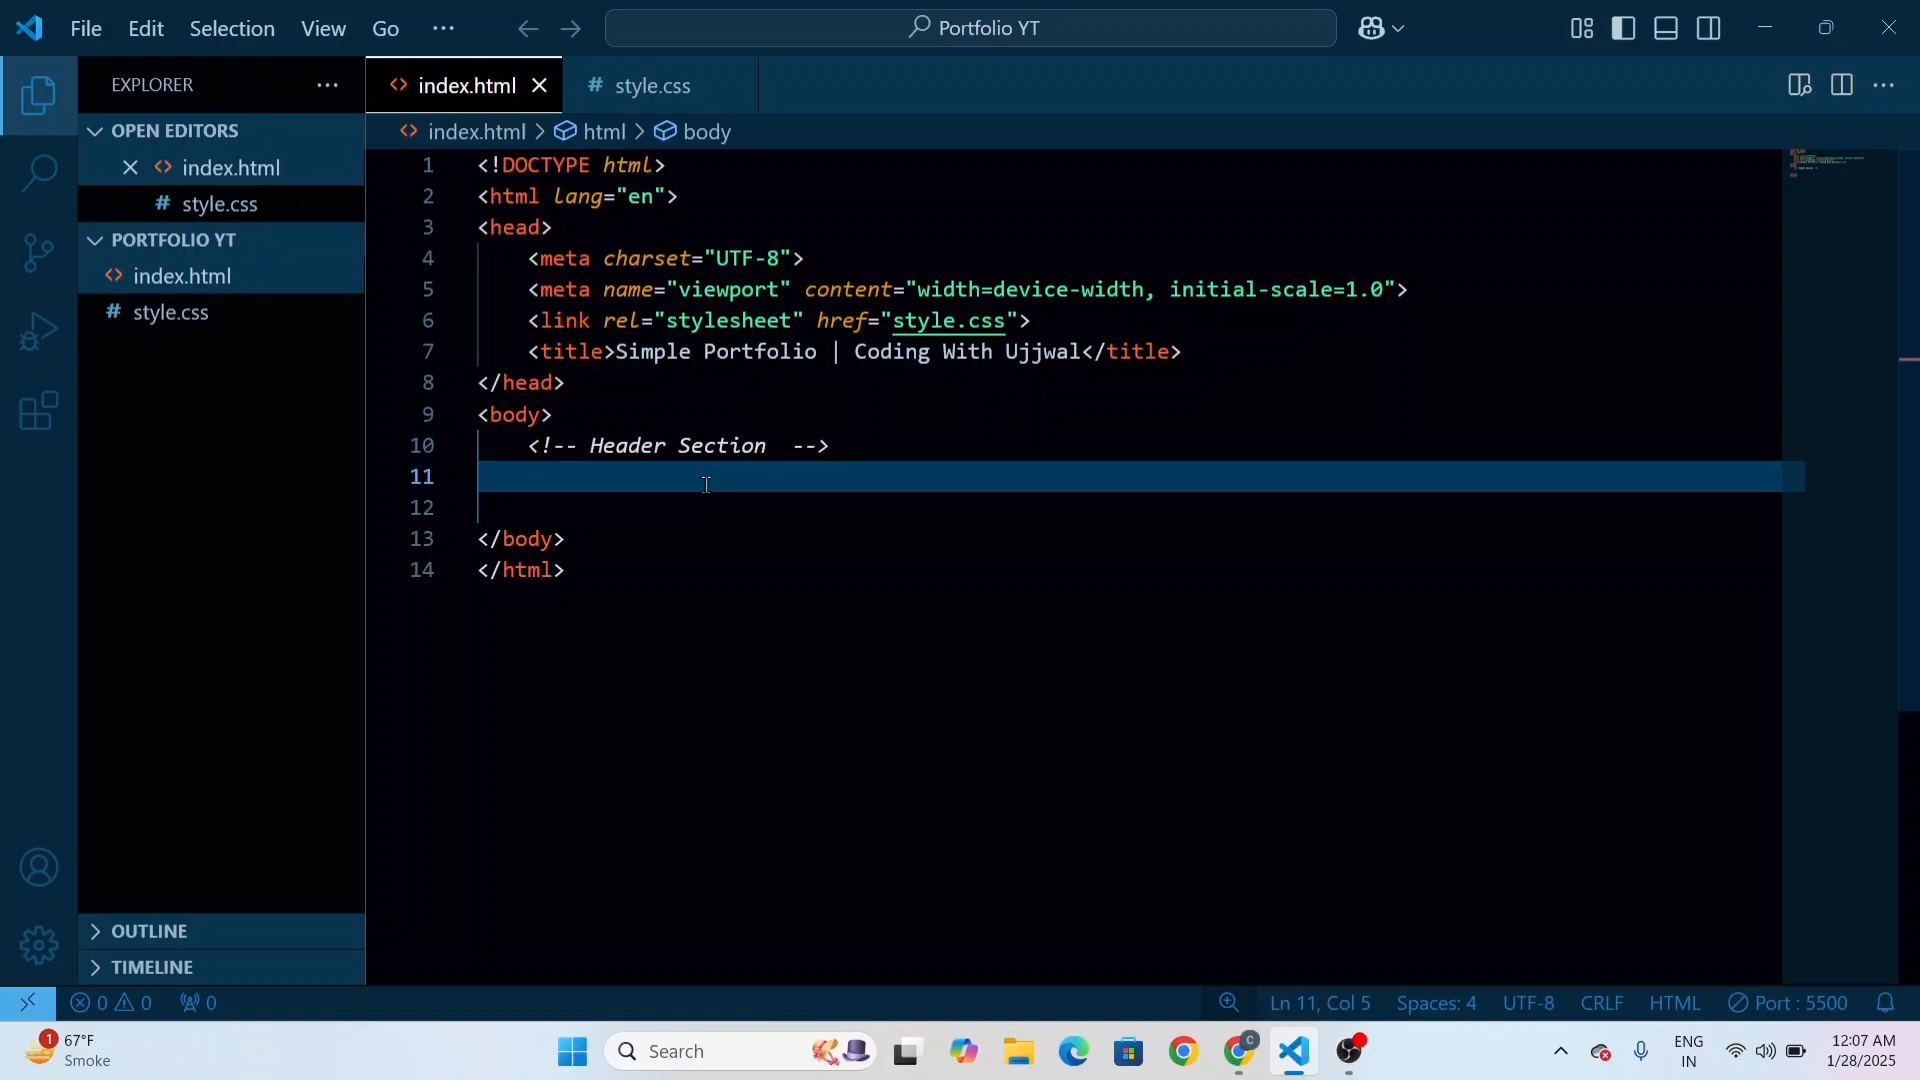 File Edit Selection View Go ··· Portfolio YT
EXPLORER ···
index.html
style.css
OPEN EDITORS
index.html
style.css
PORTFOLIO YT
index.html
style.css
index.html > html > body
1 <!DOCTYPE html>
2 <html lang="en">
3 <head>
4 <meta charset="UTF-8">
5 <meta name="viewport" content="width=device-width, initial-scale=1.0">
6 <link rel="stylesheet" href="style.css">
7 <title>Simple Portfolio | Coding With Ujjwal</title>
8 </head>
9 <body>
10 <!-- Header Section  -->
11
12
13 </body>
14 </html>
OUTLINE
TIMELINE
0 0 0 Ln 11, Col 5 Spaces: 4 UTF-8 CRLF HTML Port : 5500
1 67°F
Smoke
Search
C
ENG
IN
12:07 AM
1/28/2025